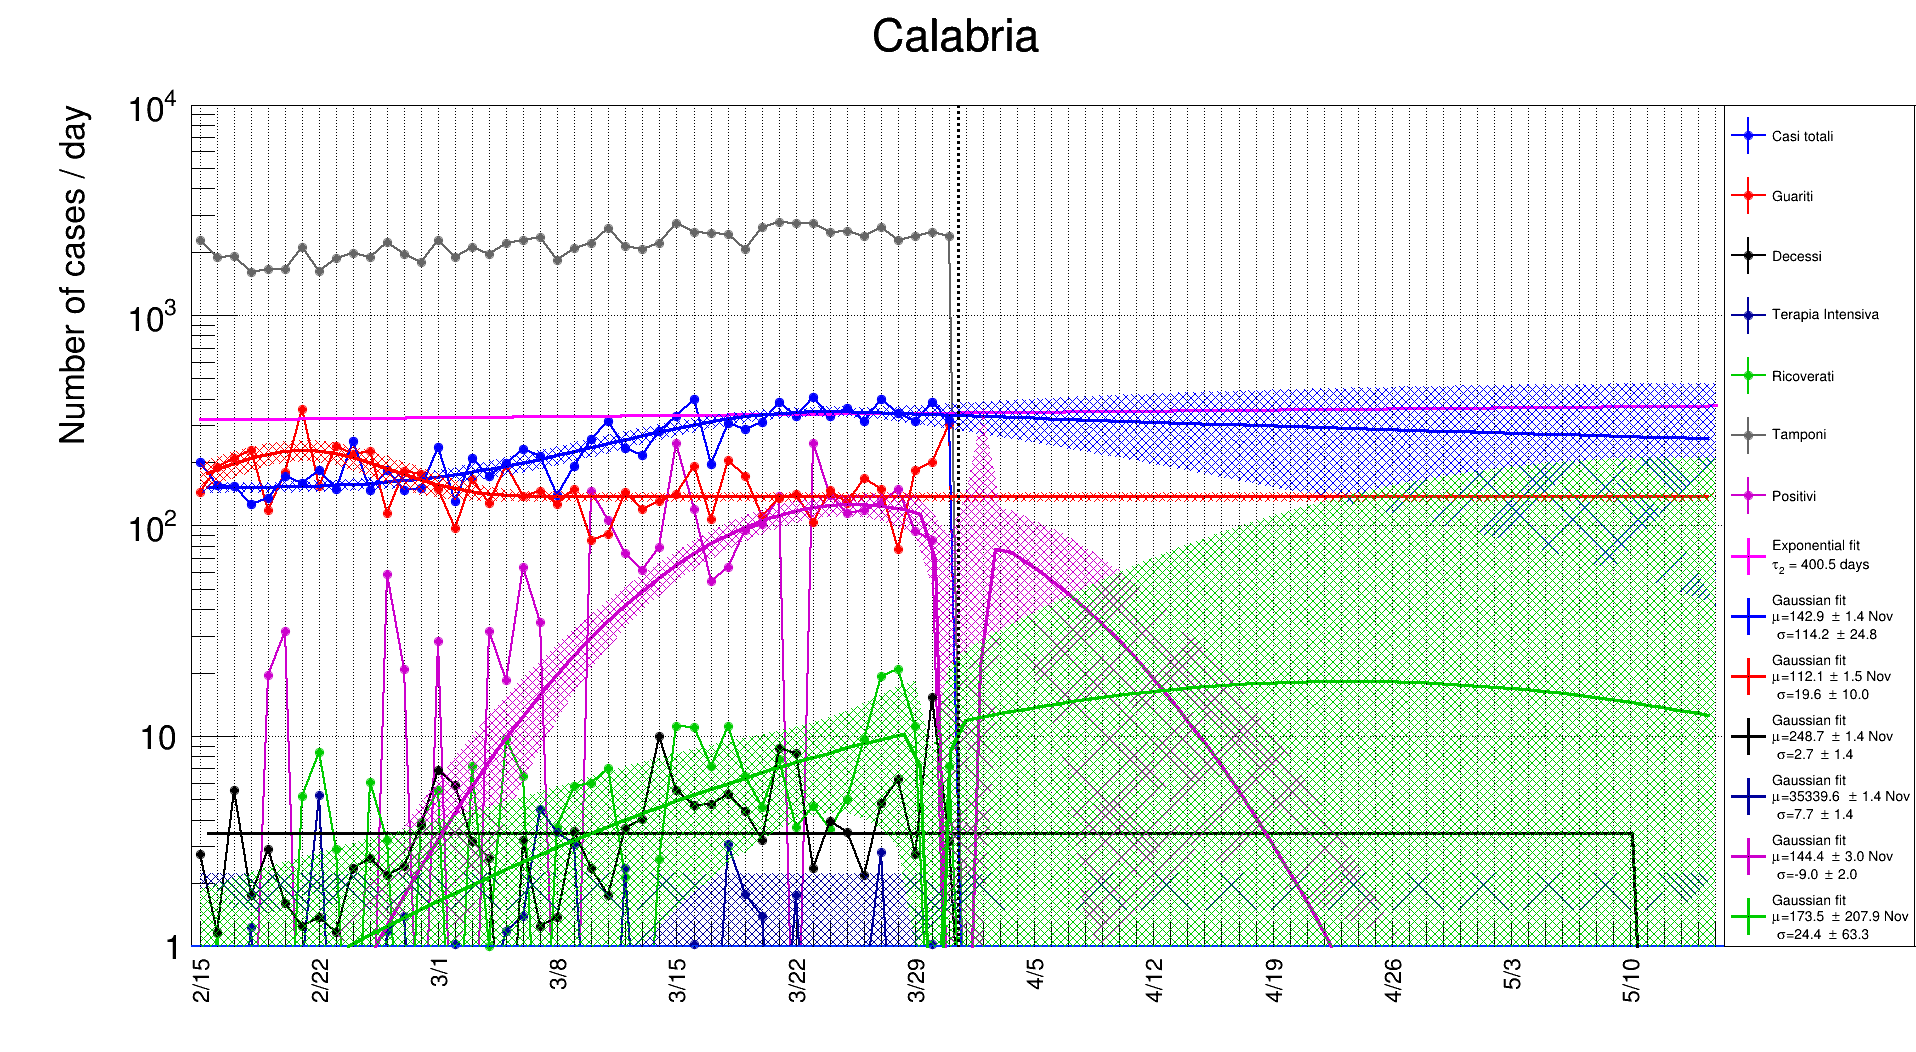 Calabria
Number of cases / day
10⁴
10³
10²
10
1
2/15
2/22
3/1
3/8
3/15
3/22
3/29
4/5
4/12
4/19
4/26
5/3
5/10
Casi totali
Guariti
Decessi
Terapia Intensiva
Ricoverati
Tamponi
Positivi
Exponential fit
τ₂ = 400.5 days
Gaussian fit
μ=142.9 ± 1.4 Nov
σ=114.2 ± 24.8
Gaussian fit
μ=112.1 ± 1.5 Nov
σ=19.6 ± 10.0
Gaussian fit
μ=248.7 ± 1.4 Nov
σ=2.7 ± 1.4
Gaussian fit
μ=35339.6 ± 1.4 Nov
σ=7.7 ± 1.4
Gaussian fit
μ=144.4 ± 3.0 Nov
σ=-9.0 ± 2.0
Gaussian fit
μ=173.5 ± 207.9 Nov
σ=24.4 ± 63.3